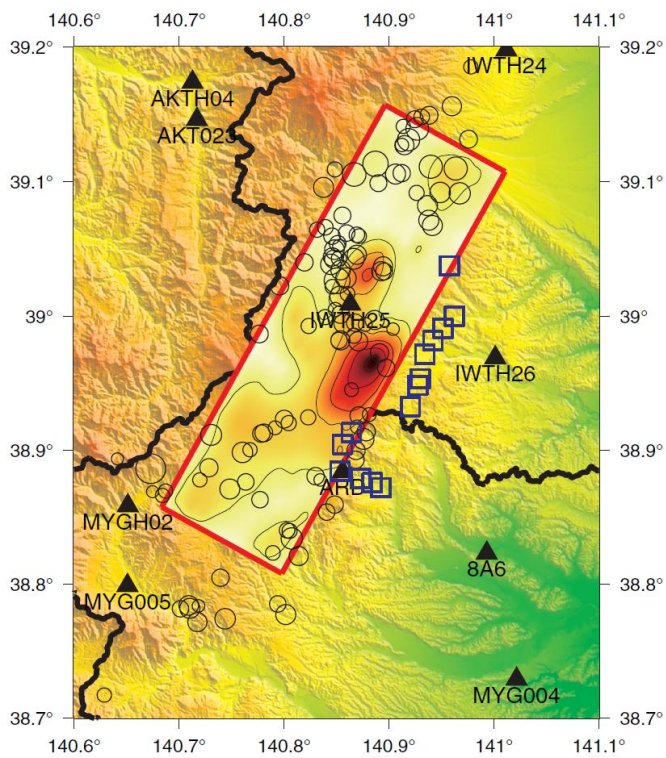 140.6° 140.7° 140.8° 140.9° 141° 141.1°
39.2° 39.2°
IWTH24
AKTH04
AKT023
39.1° 39.1°
39° 39°
IWTH25
IWTH26
38.9° 38.9°
ARB
MYGH02
8A6
38.8° 38.8°
MYG005
MYG004
38.7° 38.7°
140.6° 140.7° 140.8° 140.9° 141° 141.1°